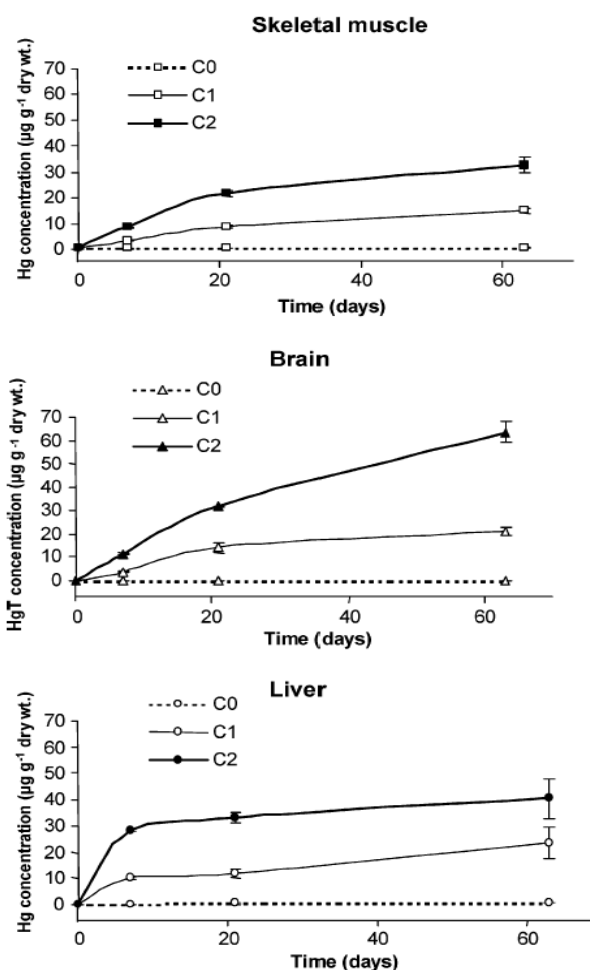 Skeletal muscle
C0
C1
C2
Hg concentration (µg g⁻¹ dry wt.)
70
60
50
40
30
20
10
0
0 20 40 60
Time (days)
Brain
C0
C1
C2
HgT concentration (µg g⁻¹ dry wt.)
70
60
50
40
30
20
10
0
0 20 40 60
Time (days)
Liver
C0
C1
C2
Hg concentration (µg g⁻¹ dry wt.)
70
60
50
40
30
20
10
0
0 20 40 60
Time (days)